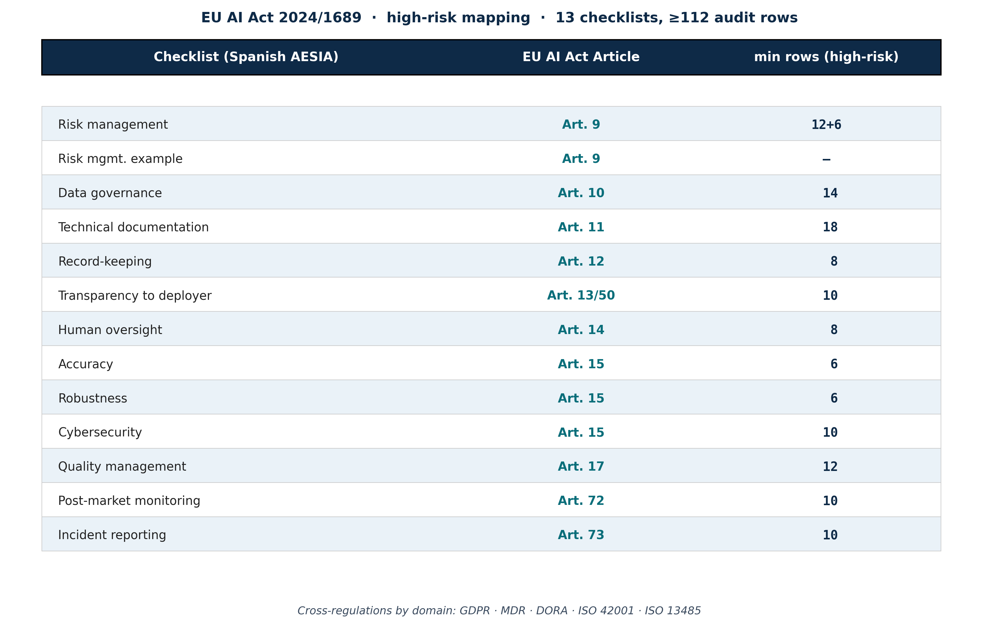 EU AI Act 2024/1689 · high-risk mapping · 13 checklists, ≥112 audit rows
Checklist (Spanish AESIA) EU AI Act Article min rows (high-risk)
Risk management Art. 9 12+6
Risk mgmt. example Art. 9 —
Data governance Art. 10 14
Technical documentation Art. 11 18
Record-keeping Art. 12 8
Transparency to deployer Art. 13/50 10
Human oversight Art. 14 8
Accuracy Art. 15 6
Robustness Art. 15 6
Cybersecurity Art. 15 10
Quality management Art. 17 12
Post-market monitoring Art. 72 10
Incident reporting Art. 73 10
Cross-regulations by domain: GDPR · MDR · DORA · ISO 42001 · ISO 13485